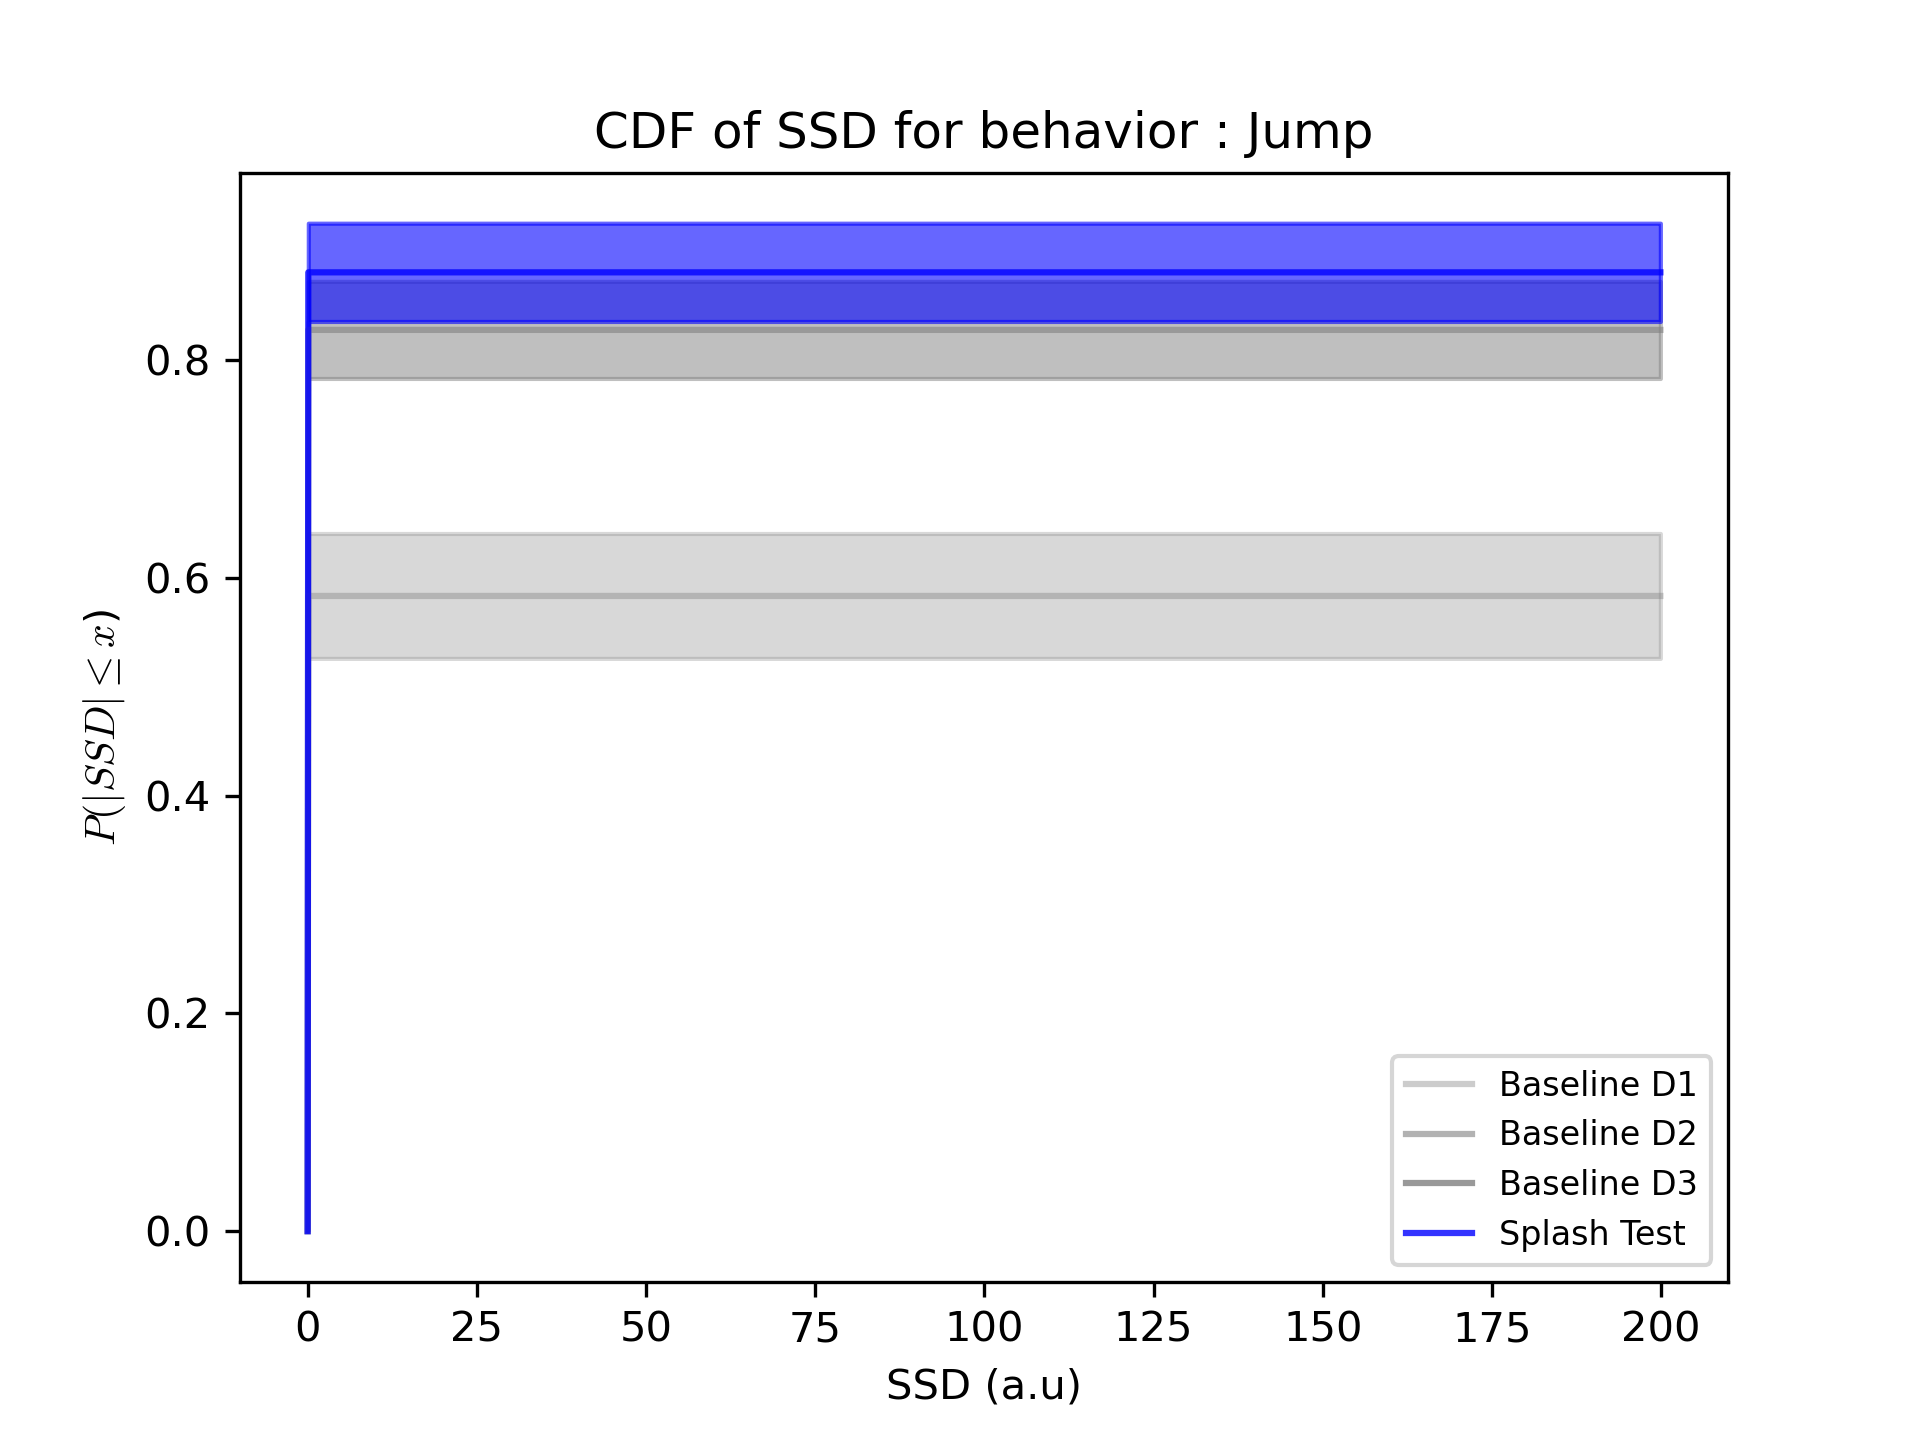 CDF of SSD for behavior : Jump
P(|SSD| ≤ x)
0.8
0.6
0.4
0.2
0.0
0 25 50 75 100 125 150 175 200
SSD (a.u)
Baseline D1
Baseline D2
Baseline D3
Splash Test